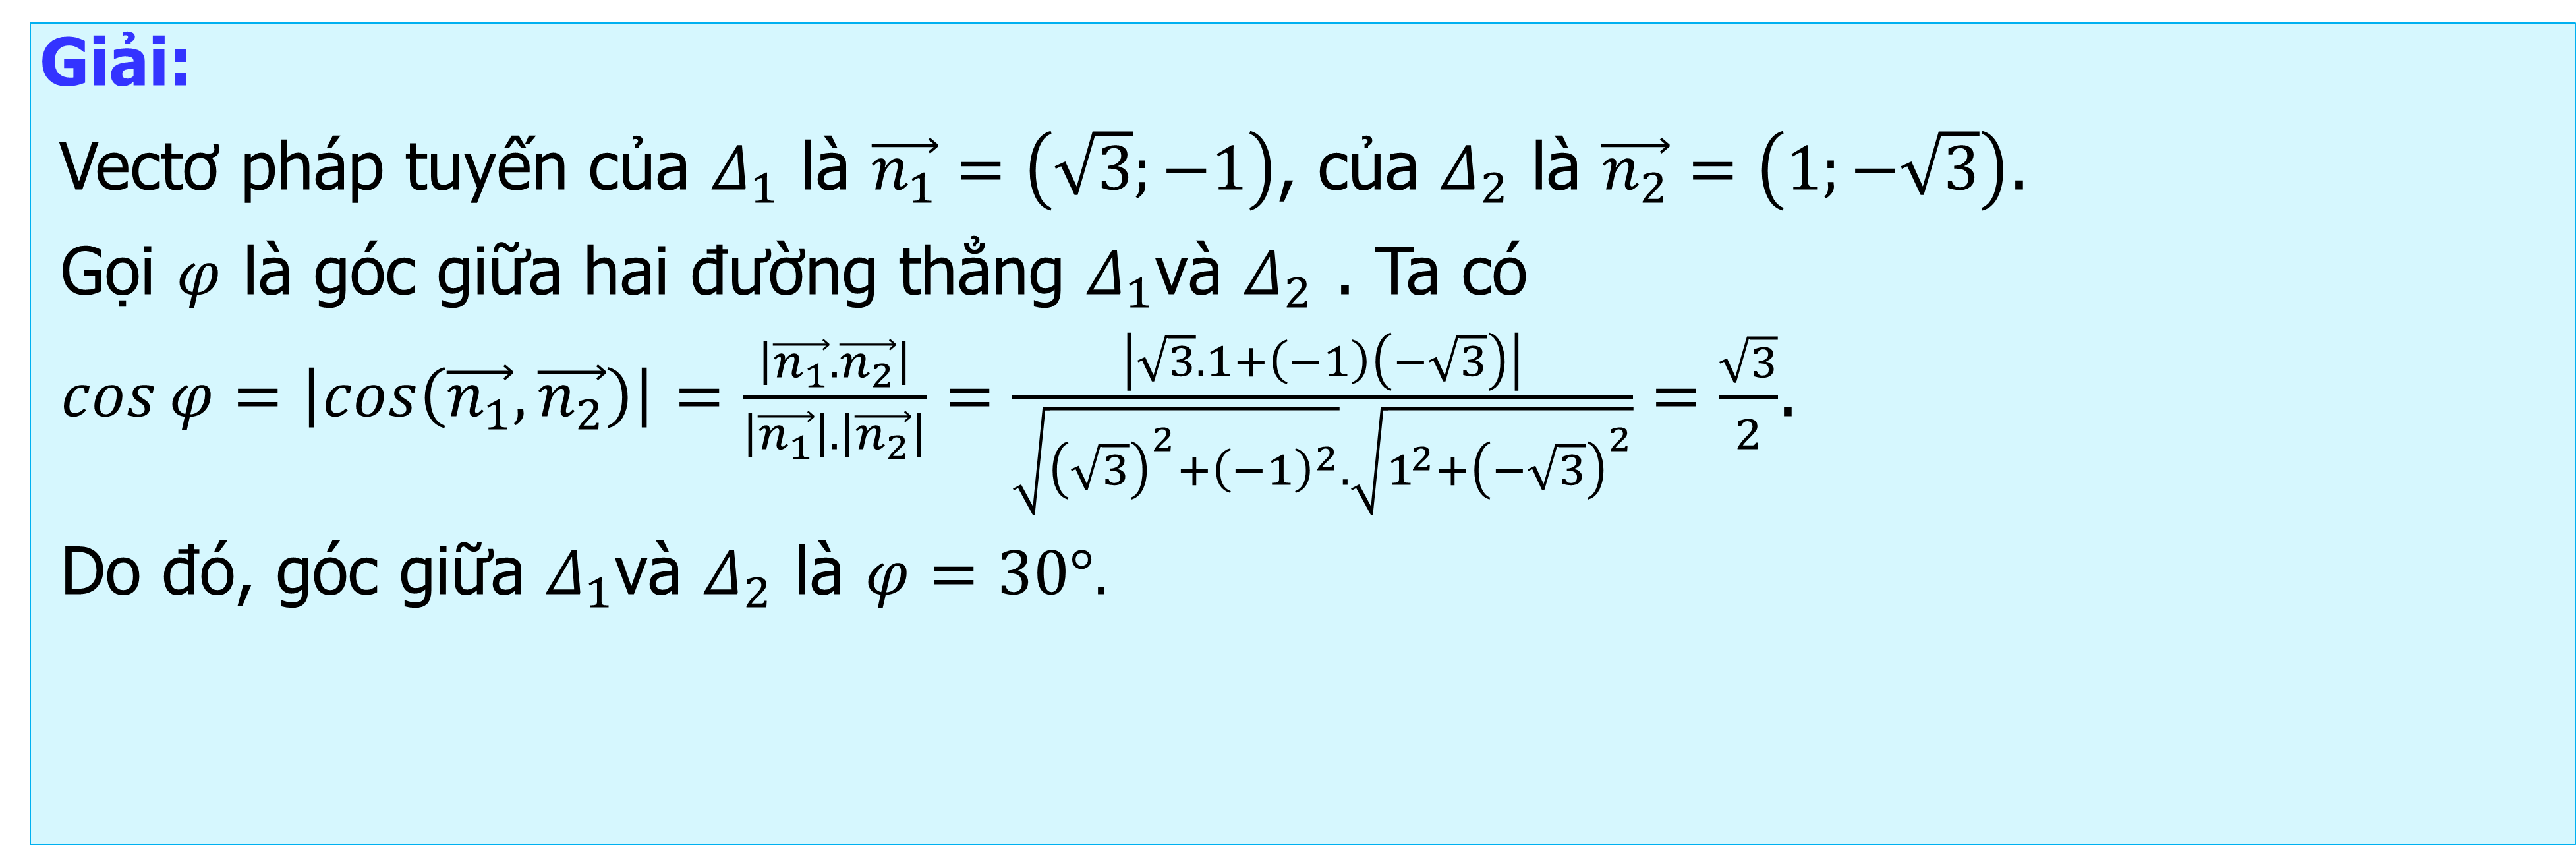 Giải:
Vectơ pháp tuyến của Δ₁ là n₁⃗ = (√3; −1), của Δ₂ là n₂⃗ = (1; −√3).
Gọi φ là góc giữa hai đường thẳng Δ₁và Δ₂ . Ta có
cos φ = |cos(n₁⃗, n₂⃗)| = |n₁⃗.n₂⃗| / |n₁⃗|.|n₂⃗| = |√3.1+(−1)(−√3)| / √((√3)²+(−1)²).√(1²+(−√3)²) = √3/2.
Do đó, góc giữa Δ₁và Δ₂ là φ = 30°.